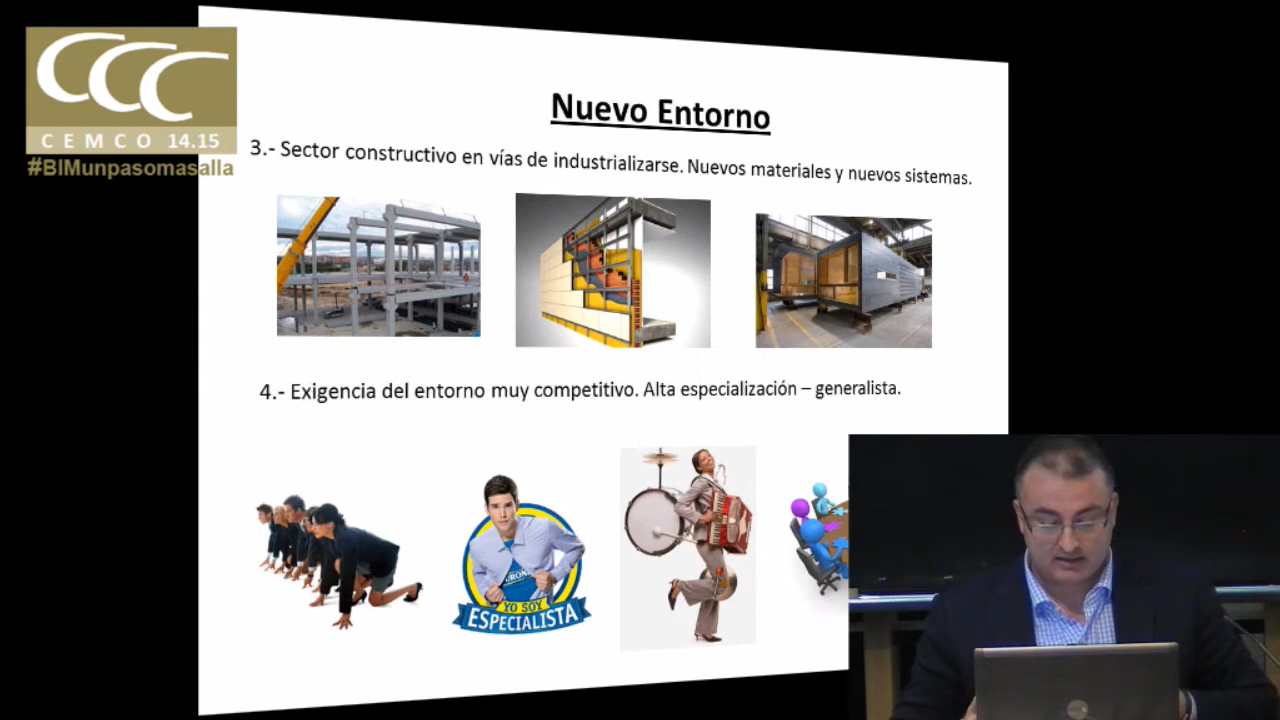 CCC
CEMCO 14.15
#BIMunpasomasalla
Nuevo Entorno
3.- Sector constructivo en vías de industrializarse. Nuevos materiales y nuevos sistemas.
4.- Exigencia del entorno muy competitivo. Alta especialización – generalista.
YO SOY
ESPECIALISTA